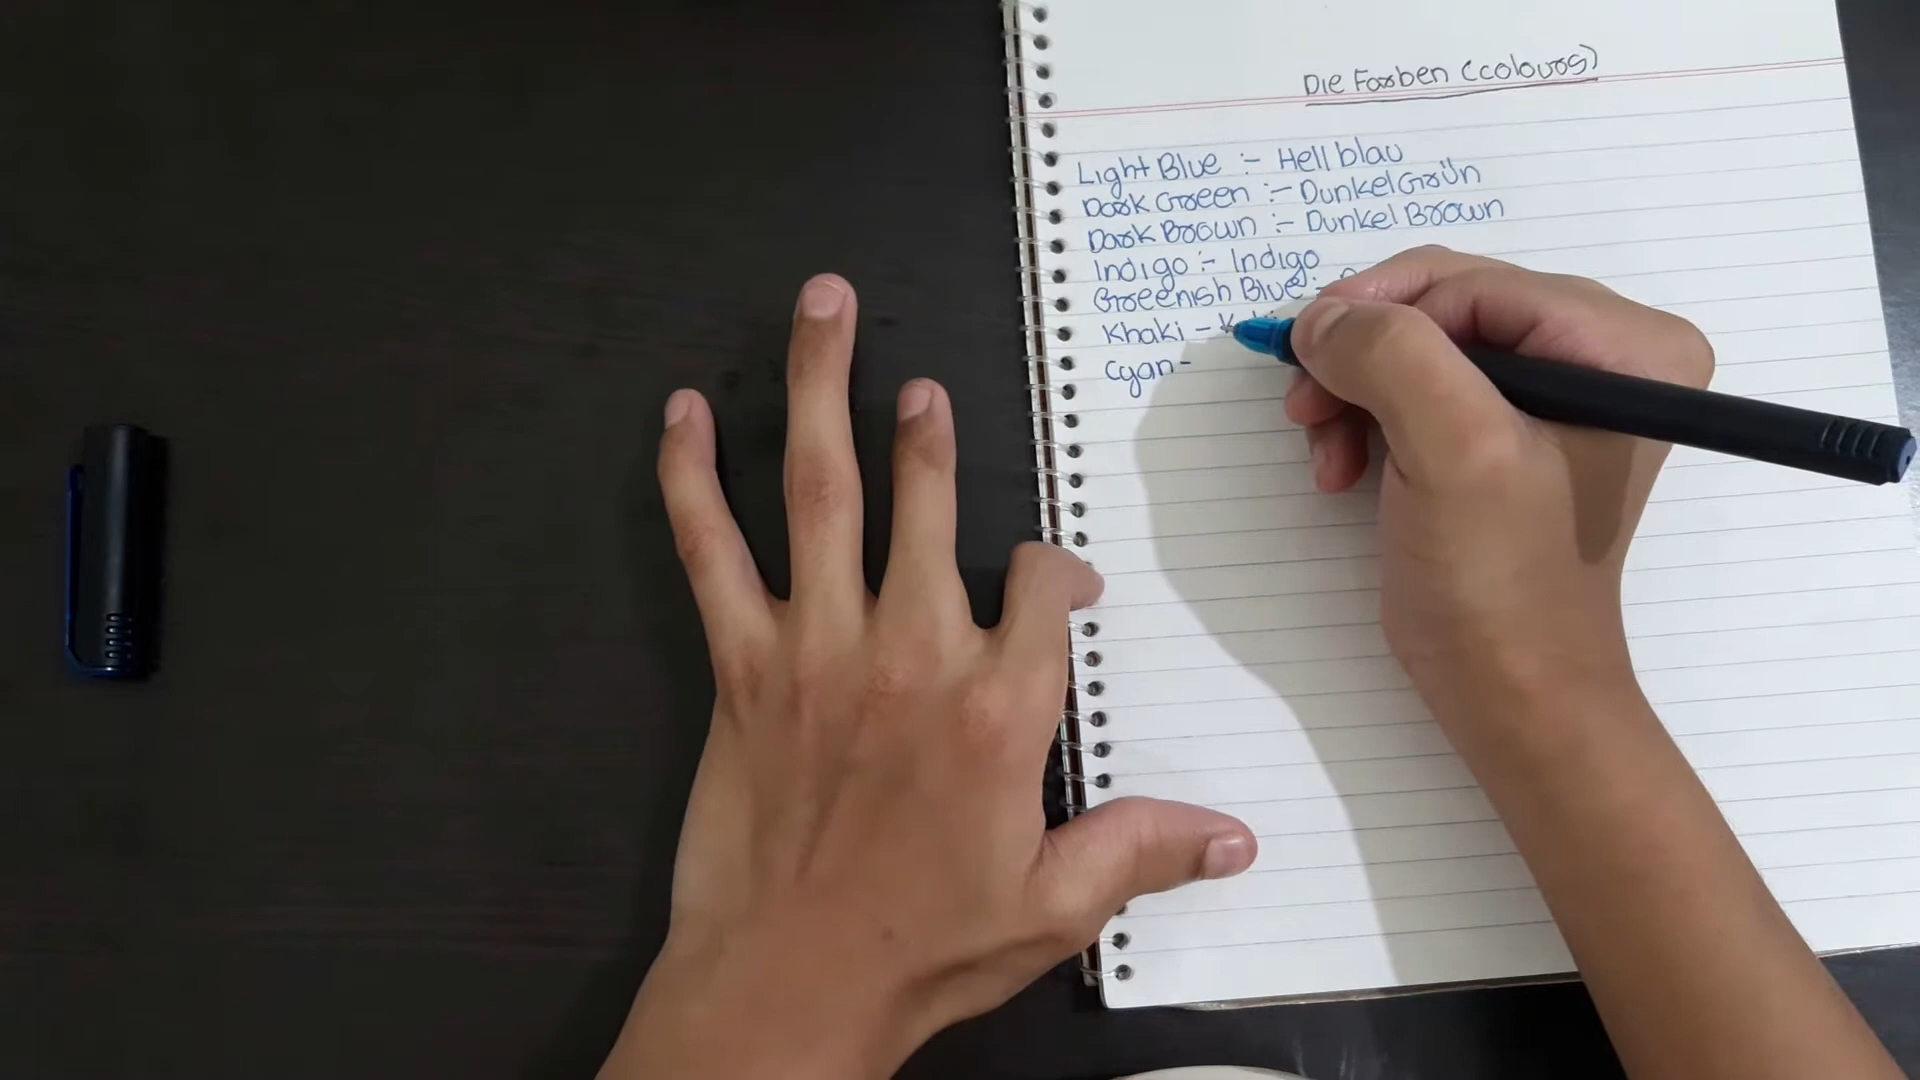 Die Farben (colours)
Light Blue :- Hell blau
Dark Green :- Dunkel Grün
Dark Brown :- Dunkel Brown
Indigo :- Indigo
Greenish Blue :-
Khaki -
Cyan -